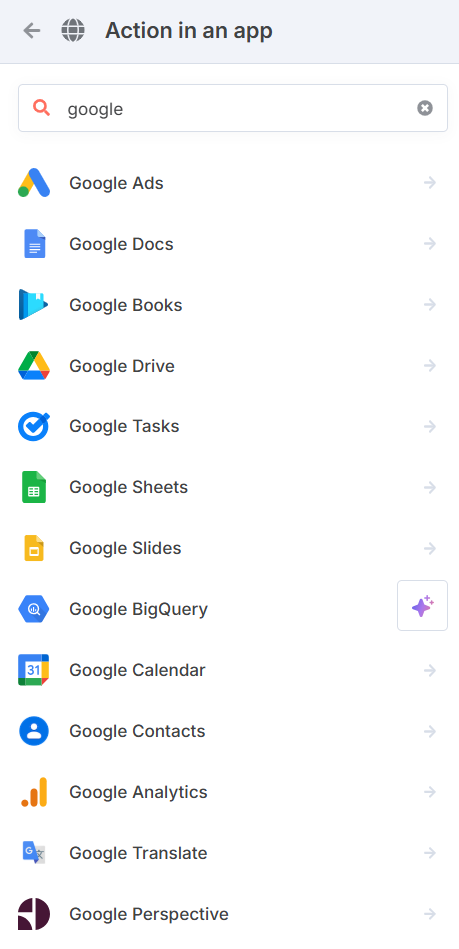 Action in an app
google
Google Ads
Google Docs
Google Books
Google Drive
Google Tasks
Google Sheets
Google Slides
Google BigQuery
31
Google Calendar
Google Contacts
Google Analytics
G 文
Google Translate
Google Perspective